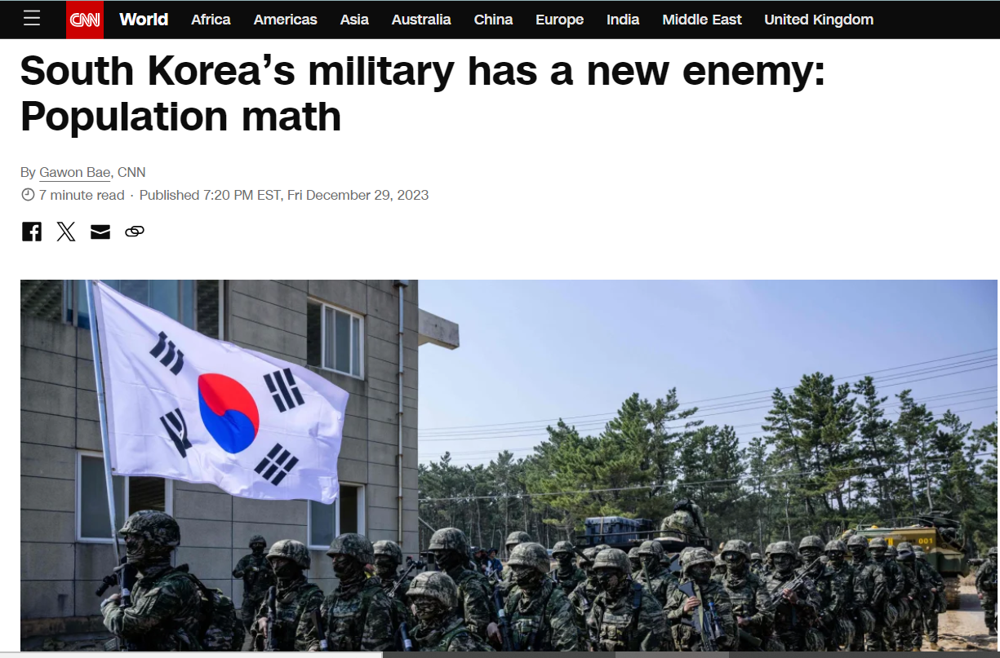 CNN World Africa Americas Asia Australia China Europe India Middle East United Kingdom
South Korea’s military has a new enemy:
Population math
By Gawon Bae, CNN
7 minute read · Published 7:20 PM EST, Fri December 29, 2023
001